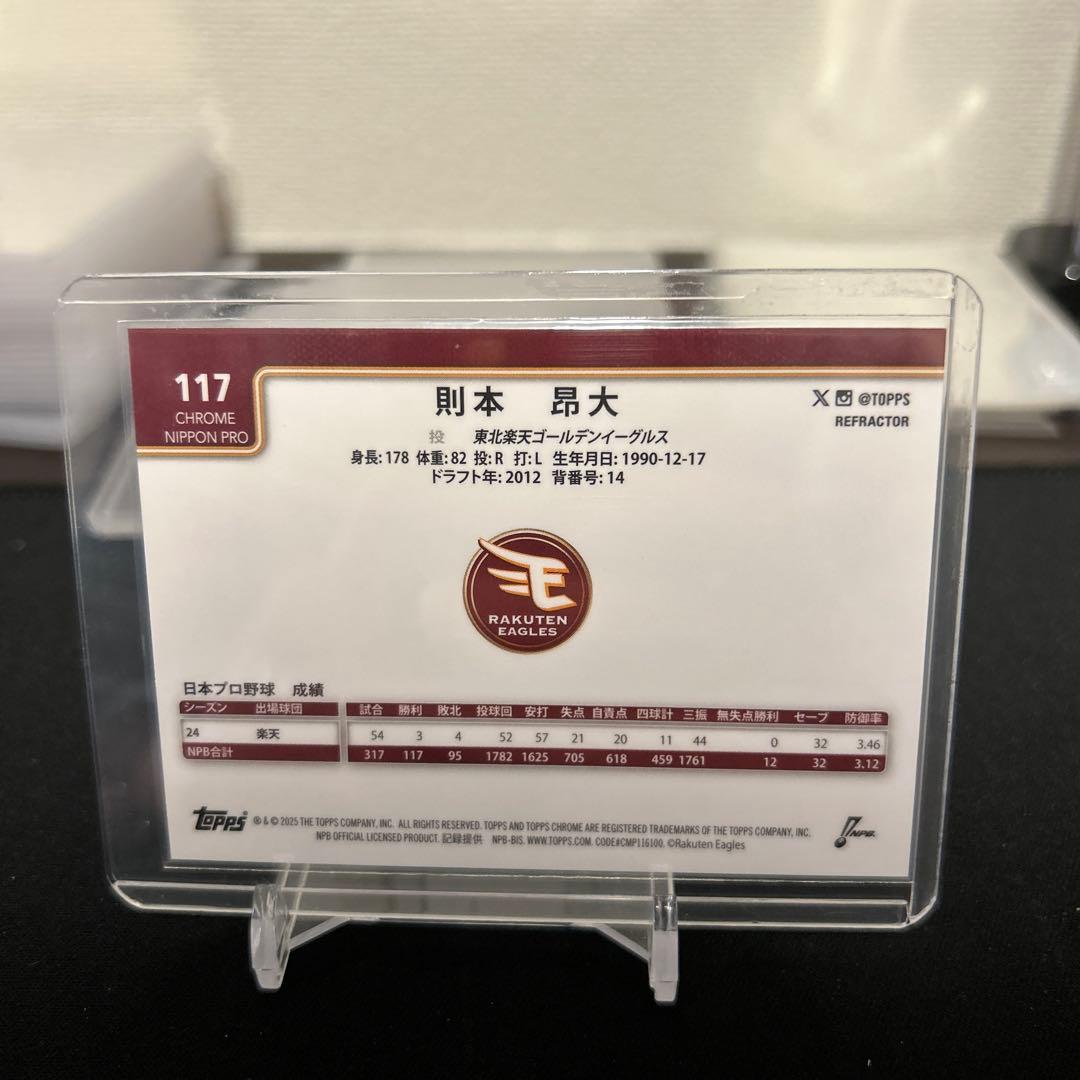 117
CHROME
NIPPON PRO
則本 昂大
投 東北楽天ゴールデンイーグルス
身長: 178 体重: 82 投: R 打: L 生年月日: 1990-12-17
ドラフト年: 2012 背番号: 14
X @TOPPS
REFRACTOR
RAKUTEN
EAGLES
日本プロ野球 成績
シーズン 出場球団 試合 勝利 敗北 投球回 安打 失点 自責点 四球計 三振 無失点勝利 セーブ 防御率
24 楽天 54 3 4 52 57 21 20 11 44 0 32 3.46
NPB合計 317 117 95 1782 1625 705 618 459 1761 12 32 3.12
Topps ® & © 2025 THE TOPPS COMPANY, INC. ALL RIGHTS RESERVED. TOPPS AND TOPPS CHROME ARE REGISTERED TRADEMARKS OF THE TOPPS COMPANY, INC.
NPB OFFICIAL LICENSED PRODUCT. 記録提供 NPB-BIS. WWW.TOPPS.COM. CODE#CMP116100. ©Rakuten Eagles
NPB.